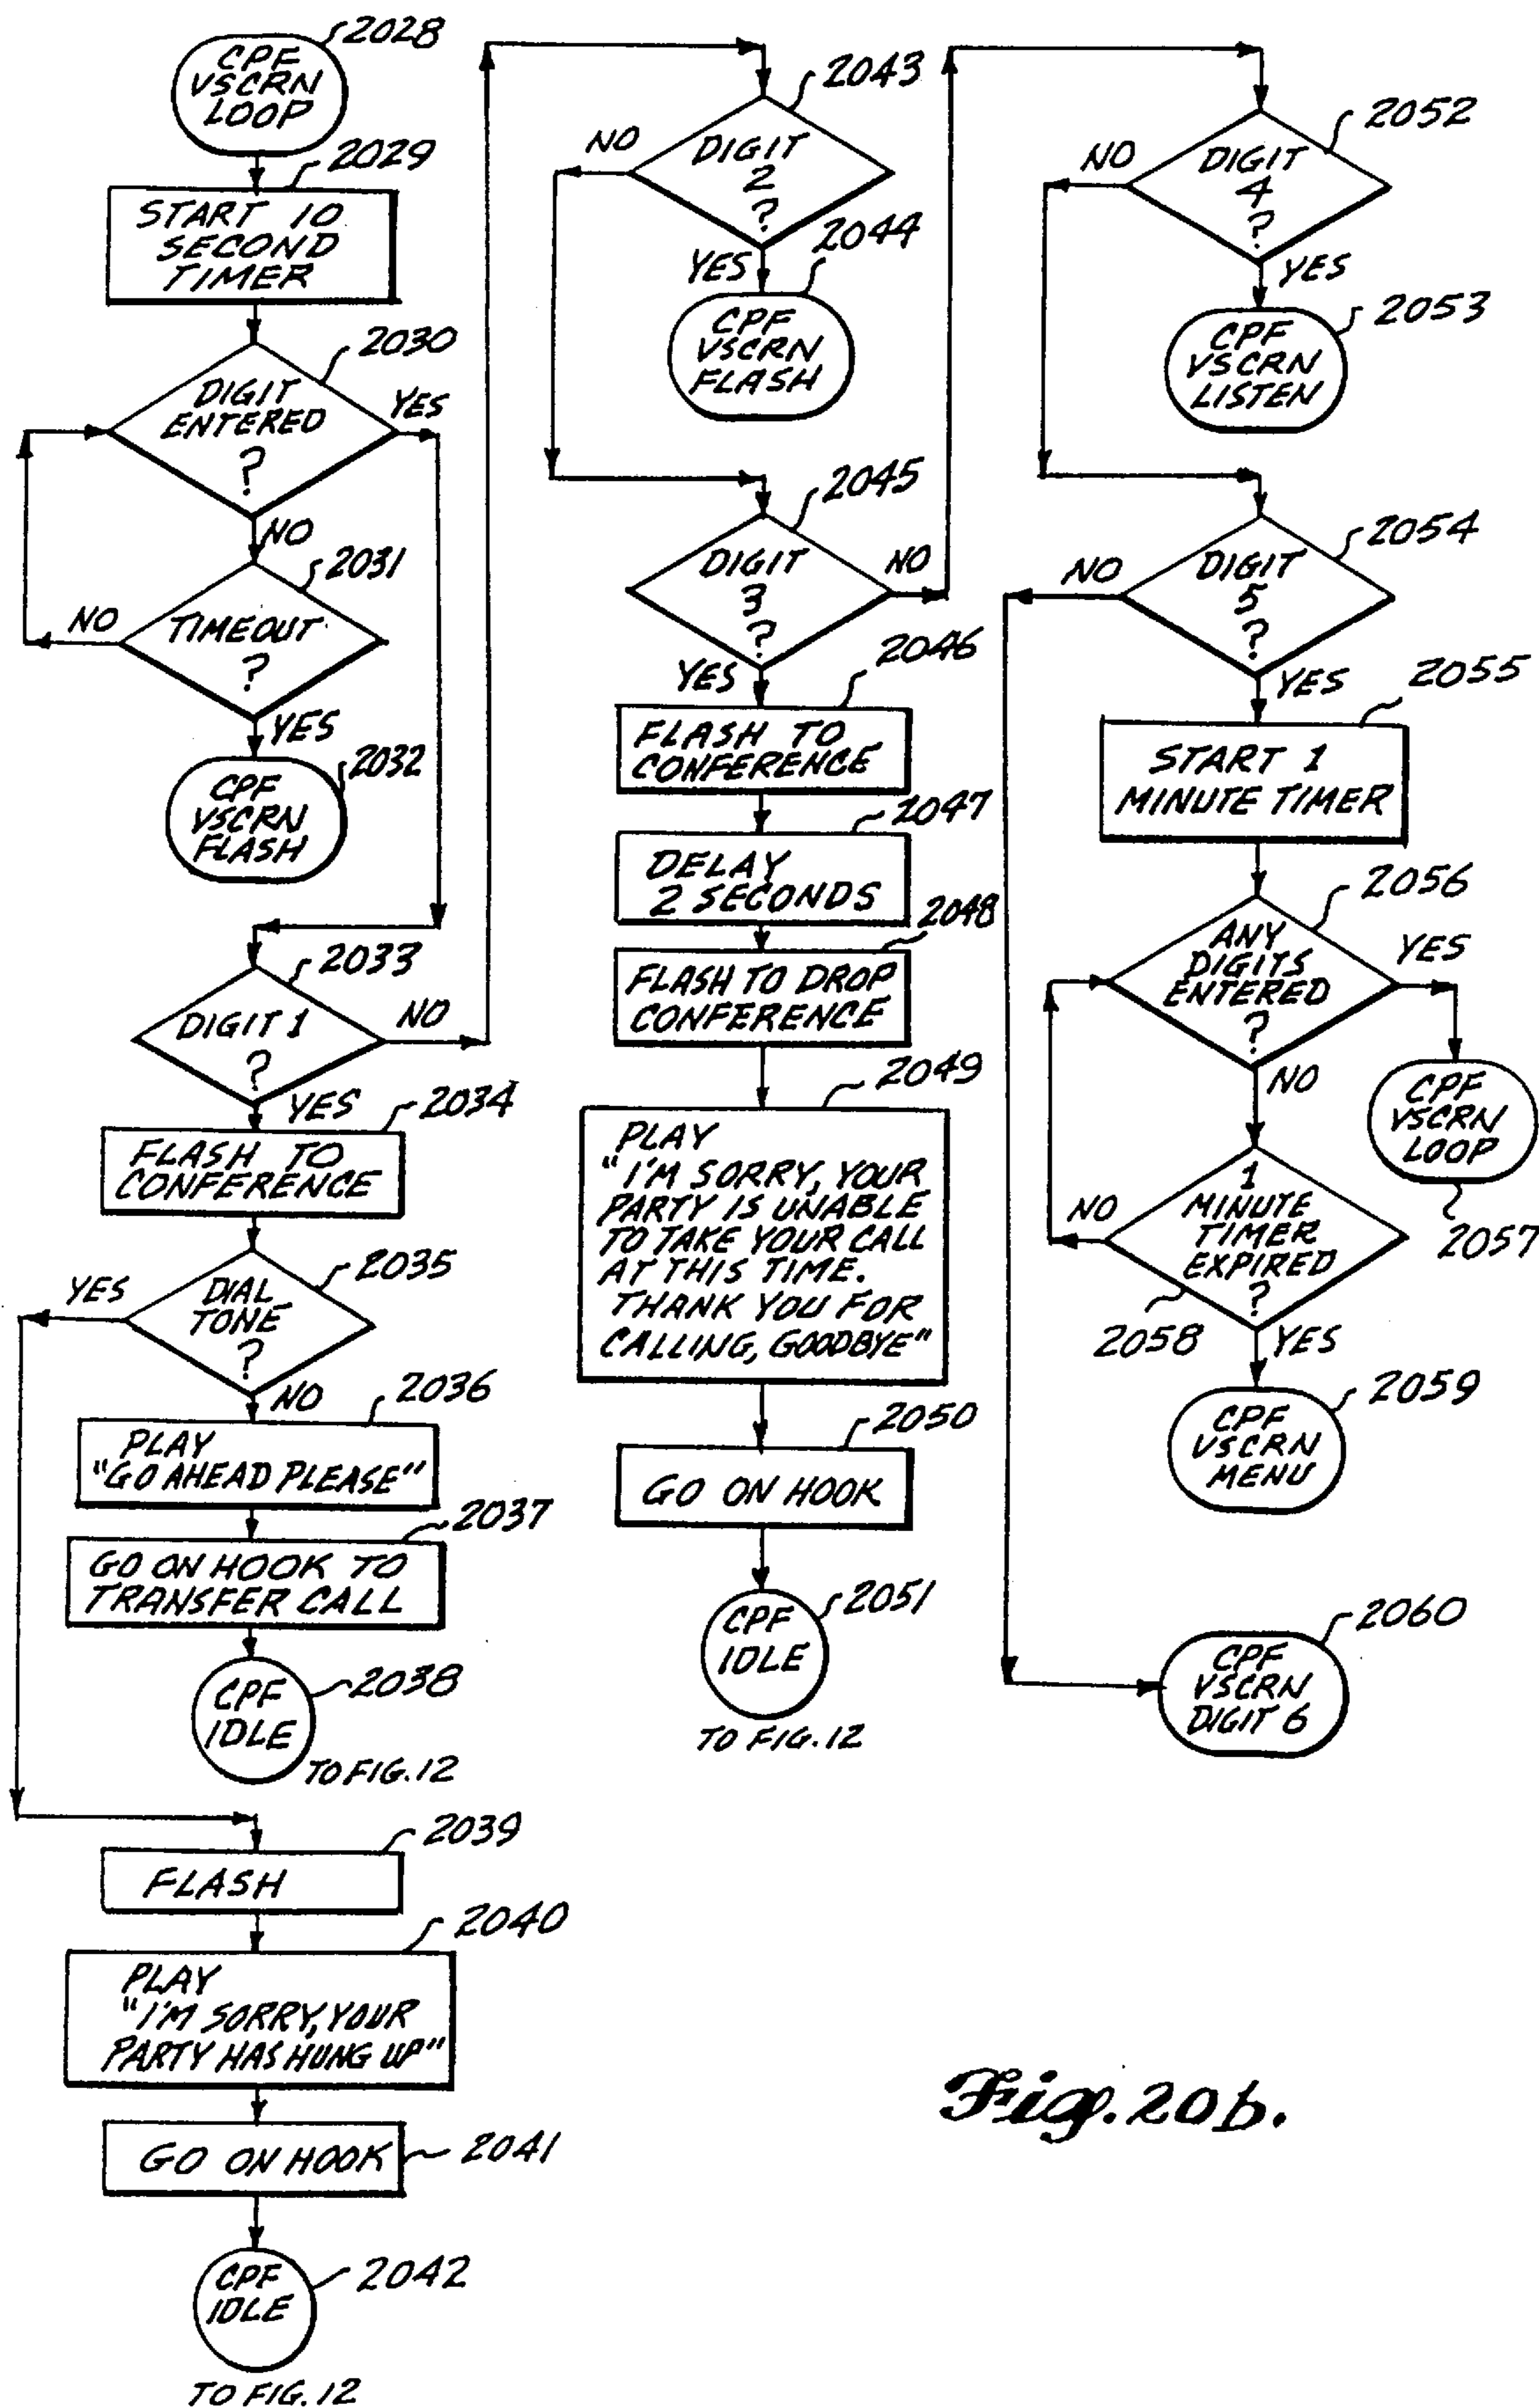 CPF
VSCRN
LOOP
2028
START 10
SECOND
TIMER
2029
DIGIT
ENTERED
?
2030
YES
NO
TIMEOUT
?
2031
NO
YES
CPF
VSCRN
FLASH
2032
DIGIT 1
?
2033
NO
YES
FLASH TO
CONFERENCE
2034
DIAL
TONE
?
2035
YES
NO
PLAY
"GO AHEAD PLEASE"
2036
GO ON HOOK TO
TRANSFER CALL
2037
CPF
IDLE
2038
TO FIG. 12
FLASH
2039
PLAY
"I'M SORRY, YOUR
PARTY HAS HUNG UP"
2040
GO ON HOOK
2041
CPF
IDLE
2042
TO FIG. 12
DIGIT
2
?
2043
NO
YES
CPF
VSCRN
FLASH
2044
DIGIT
3
?
2045
NO
YES
FLASH TO
CONFERENCE
2046
DELAY
2 SECONDS
2047
FLASH TO DROP
CONFERENCE
2048
PLAY
"I'M SORRY, YOUR
PARTY IS UNABLE
TO TAKE YOUR CALL
AT THIS TIME.
THANK YOU FOR
CALLING, GOODBYE"
2049
GO ON HOOK
2050
CPF
IDLE
2051
TO FIG. 12
DIGIT
4
?
2052
NO
YES
CPF
VSCRN
LISTEN
2053
DIGIT
5
?
2054
NO
YES
START 1
MINUTE TIMER
2055
ANY
DIGITS
ENTERED
?
2056
YES
NO
CPF
VSCRN
LOOP
2057
1
MINUTE
TIMER
EXPIRED
?
2058
NO
YES
CPF
VSCRN
MENU
2059
CPF
VSCRN
DIGIT 6
2060
Fig. 20b.